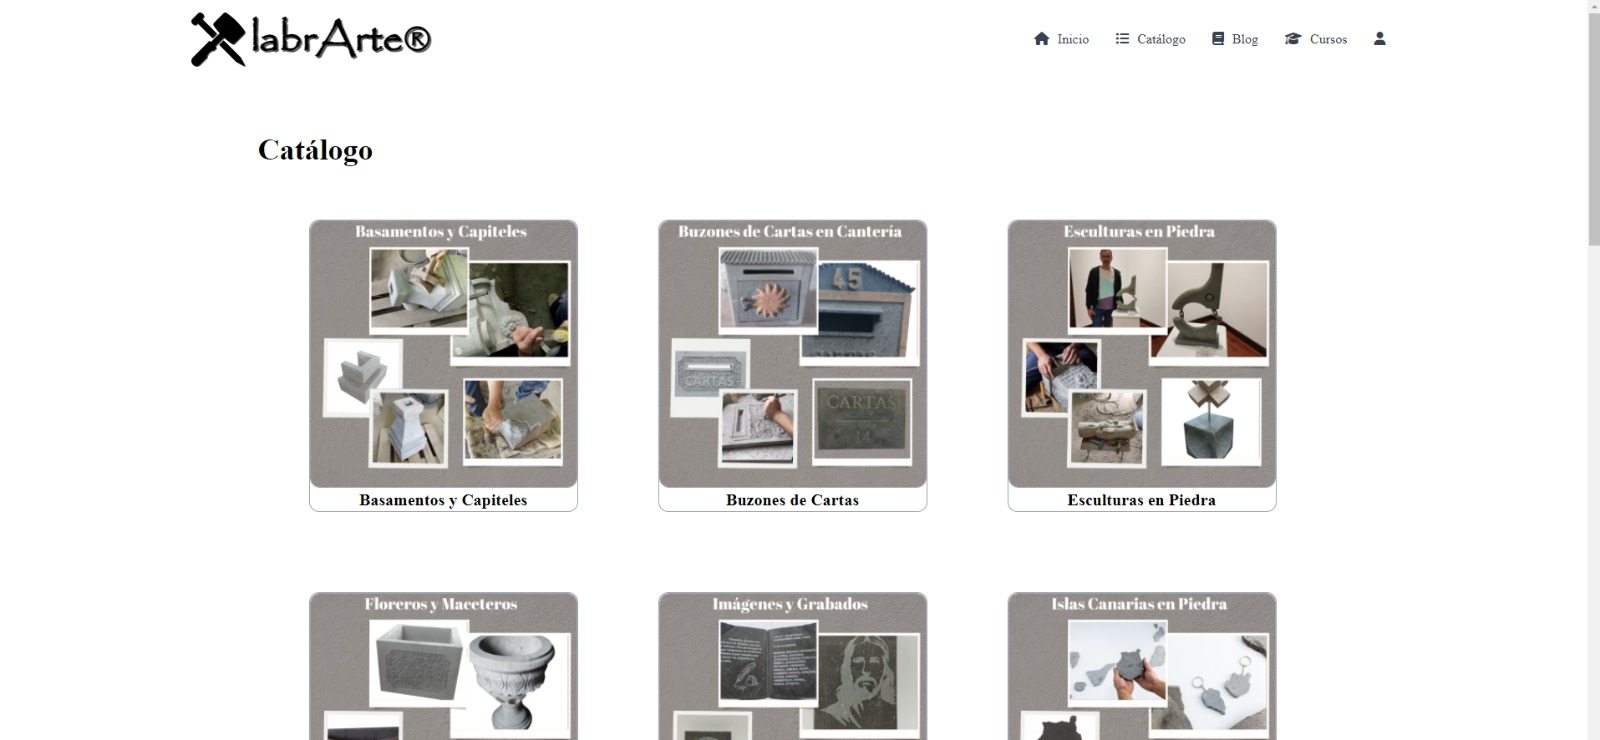 labrArte®
Inicio
Catálogo
Blog
Cursos
Catálogo
Basamentos y Capiteles
Buzones de Cartas en Cantería
45
CARTAS
CARTAS
14
Esculturas en Piedra
Basamentos y Capiteles
Buzones de Cartas
Esculturas en Piedra
Floreros y Maceteros
Imágenes y Grabados
Islas Canarias en Piedra